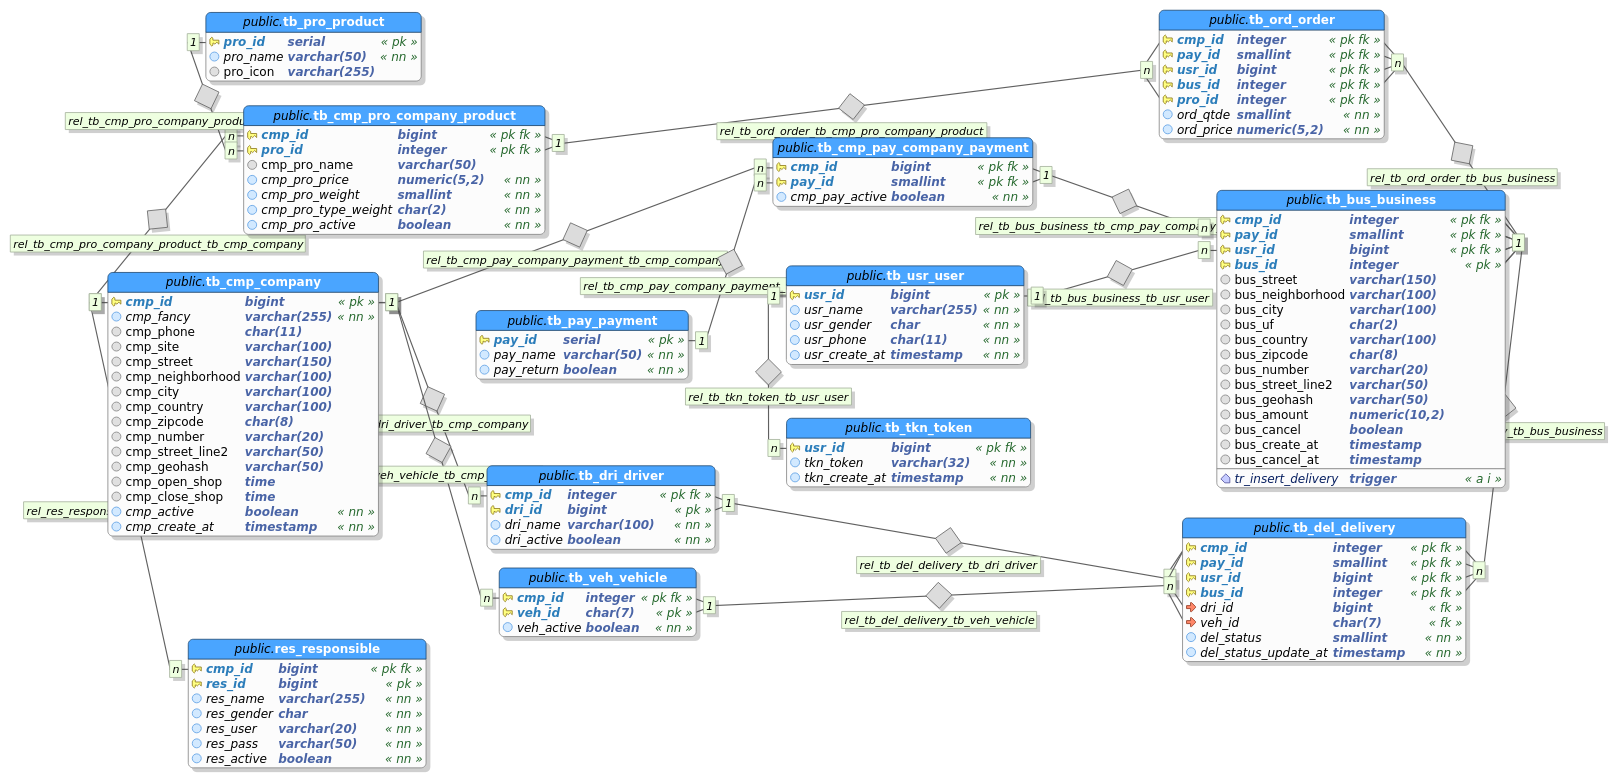 public.tb_pro_product
1
pro_id serial « pk »
pro_name varchar(50) « nn »
pro_icon varchar(255)
rel_tb_cmp_pro_company_produ
n
n
public.tb_cmp_pro_company_product
cmp_id bigint « pk fk »
pro_id integer « pk fk »
cmp_pro_name varchar(50)
cmp_pro_price numeric(5,2) « nn »
cmp_pro_weight smallint « nn »
cmp_pro_type_weight char(2) « nn »
cmp_pro_active boolean « nn »
1
rel_tb_ord_order_tb_cmp_pro_company_product
public.tb_ord_order
n
n
cmp_id integer « pk fk »
pay_id smallint « pk fk »
usr_id bigint « pk fk »
bus_id integer « pk fk »
pro_id integer « pk fk »
ord_qtde smallint « nn »
ord_price numeric(5,2) « nn »
rel_tb_ord_order_tb_bus_business
public.tb_cmp_pay_company_payment
n
n
cmp_id bigint « pk fk »
pay_id smallint « pk fk »
cmp_pay_active boolean « nn »
1
rel_tb_bus_business_tb_cmp_pay_compa
y
n
n
rel_tb_cmp_pro_company_product_tb_cmp_company
rel_tb_cmp_pay_company_payment_tb_cmp_company
rel_tb_cmp_pay_company_payment
public.tb_bus_business
cmp_id integer « pk fk »
pay_id smallint « pk fk »
usr_id bigint « pk fk »
bus_id integer « pk »
bus_street varchar(150)
bus_neighborhood varchar(100)
bus_city varchar(100)
bus_uf char(2)
bus_country varchar(100)
bus_zipcode char(8)
bus_number varchar(20)
bus_street_line2 varchar(50)
bus_geohash varchar(50)
bus_amount numeric(10,2)
bus_cancel boolean
bus_create_at timestamp
bus_cancel_at timestamp
tr_insert_delivery trigger « a i »
1
_tb_bus_business
public.tb_cmp_company
1
1
cmp_id bigint « pk »
cmp_fancy varchar(255) « nn »
cmp_phone char(11)
cmp_site varchar(100)
cmp_street varchar(150)
cmp_neighborhood varchar(100)
cmp_city varchar(100)
cmp_country varchar(100)
cmp_zipcode char(8)
cmp_number varchar(20)
cmp_street_line2 varchar(50)
cmp_geohash varchar(50)
cmp_open_shop time
cmp_close_shop time
cmp_active boolean « nn »
cmp_create_at timestamp « nn »
public.tb_usr_user
1
1
usr_id bigint « pk »
usr_name varchar(255) « nn »
usr_gender char « nn »
usr_phone char(11) « nn »
usr_create_at timestamp « nn »
_tb_bus_business_tb_usr_user
public.tb_pay_payment
pay_id serial « pk »
pay_name varchar(50) « nn »
pay_return boolean « nn »
1
rel_tb_tkn_token_tb_usr_user
public.tb_tkn_token
n
usr_id bigint « pk fk »
tkn_token varchar(32) « nn »
tkn_create_at timestamp « nn »
dri_driver_tb_cmp_company
veh_vehicle_tb_cmp_
rel_res_respon
public.tb_dri_driver
n
cmp_id integer « pk fk »
dri_id bigint « pk »
dri_name varchar(100) « nn »
dri_active boolean « nn »
1
rel_tb_del_delivery_tb_dri_driver
public.tb_veh_vehicle
n
cmp_id integer « pk fk »
veh_id char(7) « pk »
veh_active boolean « nn »
1
rel_tb_del_delivery_tb_veh_vehicle
public.tb_del_delivery
n
n
cmp_id integer « pk fk »
pay_id smallint « pk fk »
usr_id bigint « pk fk »
bus_id integer « pk fk »
dri_id bigint « fk »
veh_id char(7) « fk »
del_status smallint « nn »
del_status_update_at timestamp « nn »
public.res_responsible
n
cmp_id bigint « pk fk »
res_id bigint « pk »
res_name varchar(255) « nn »
res_gender char « nn »
res_user varchar(20) « nn »
res_pass varchar(50) « nn »
res_active boolean « nn »